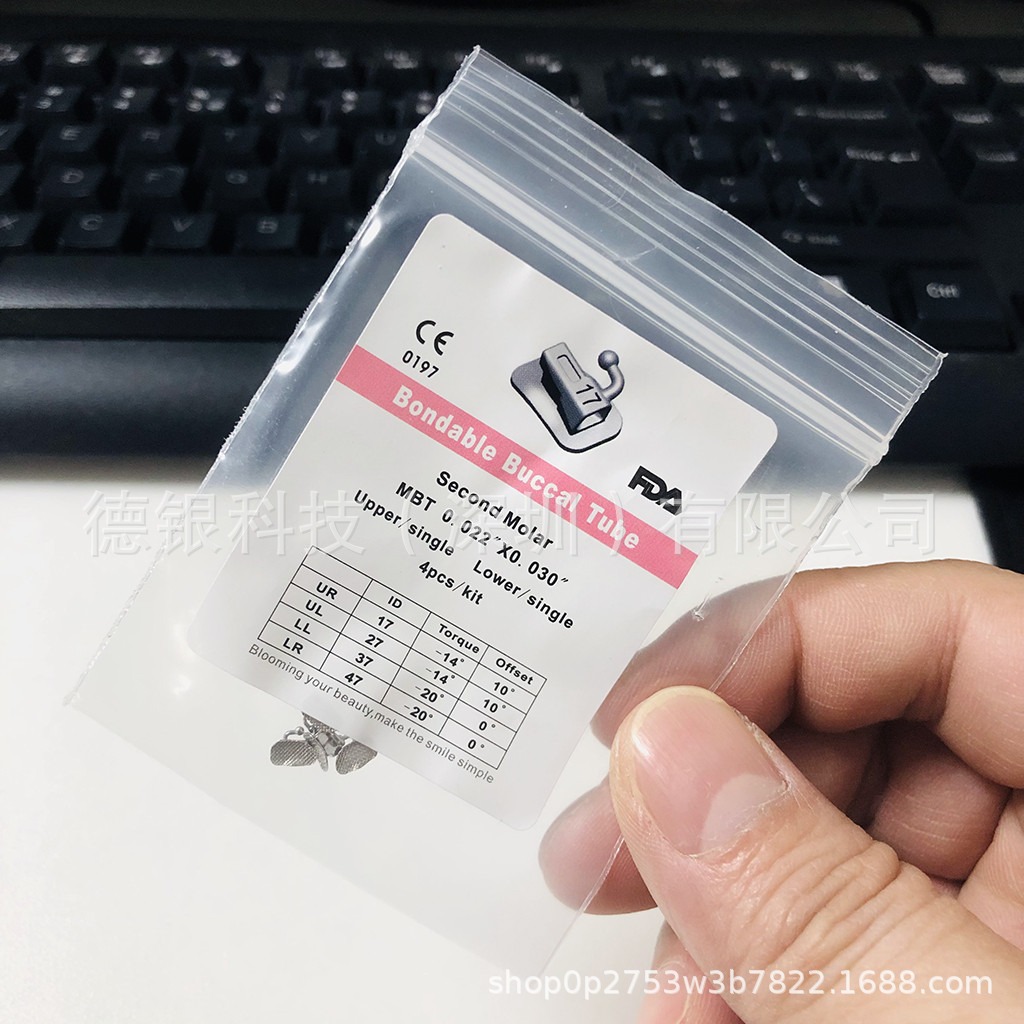 CE
0197
17
FDA
Bondable Buccal Tube
Second Molar
MBT 0.022"X0.030"
Upper/single Lower/single
4pcs/kit
ID Torque Offset
UR 17 -14° 10°
UL 27 -14° 10°
LL 37 -20° 0°
LR 47 -20° 0°
Blooming your beauty,make the smile simple
德银科技（深圳）有限公司
Enter
Shift
Ctrl
C V B
shop0p2753w3b7822.1688.com